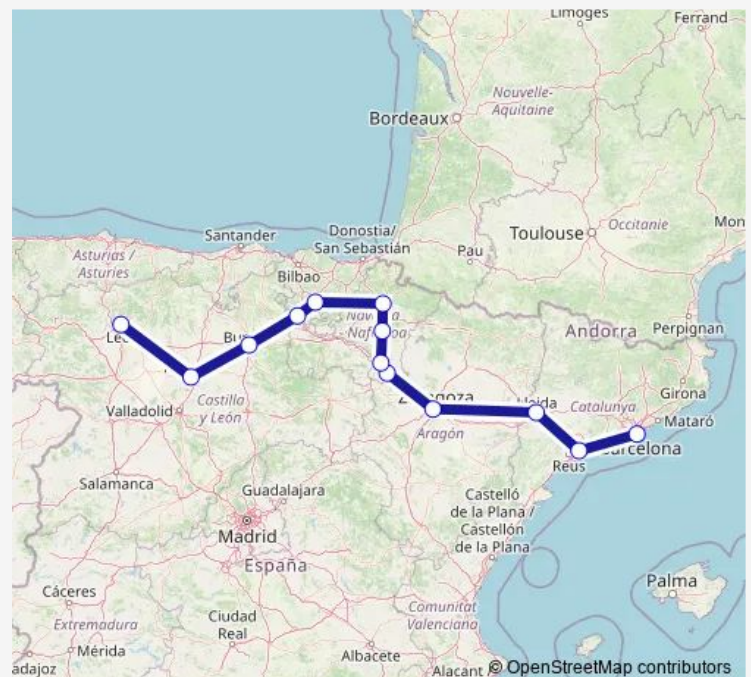 Limoges
Ferrand
Nouvelle-
Aquitaine
Bordeaux
Toulouse
Occitanie
Mon
Donostia/
San Sebastián
Santander
Pau
Asturias /
Asturies
Bilbao
Andorra
Perpignan
Girona
Castilla
y León
Valladolid
Catalunya
Mataró
Aragón
Reus
Salamanca
Guadalajara
Castelló
de la Plana /
Castellón
de la Plana
Madrid
España
Palma
Cáceres
Extremadura
Ciudad
Real
Comunitat
Valenciana
Mérida
Albacete
adajoz
Alacant
© OpenStreetMap contributors